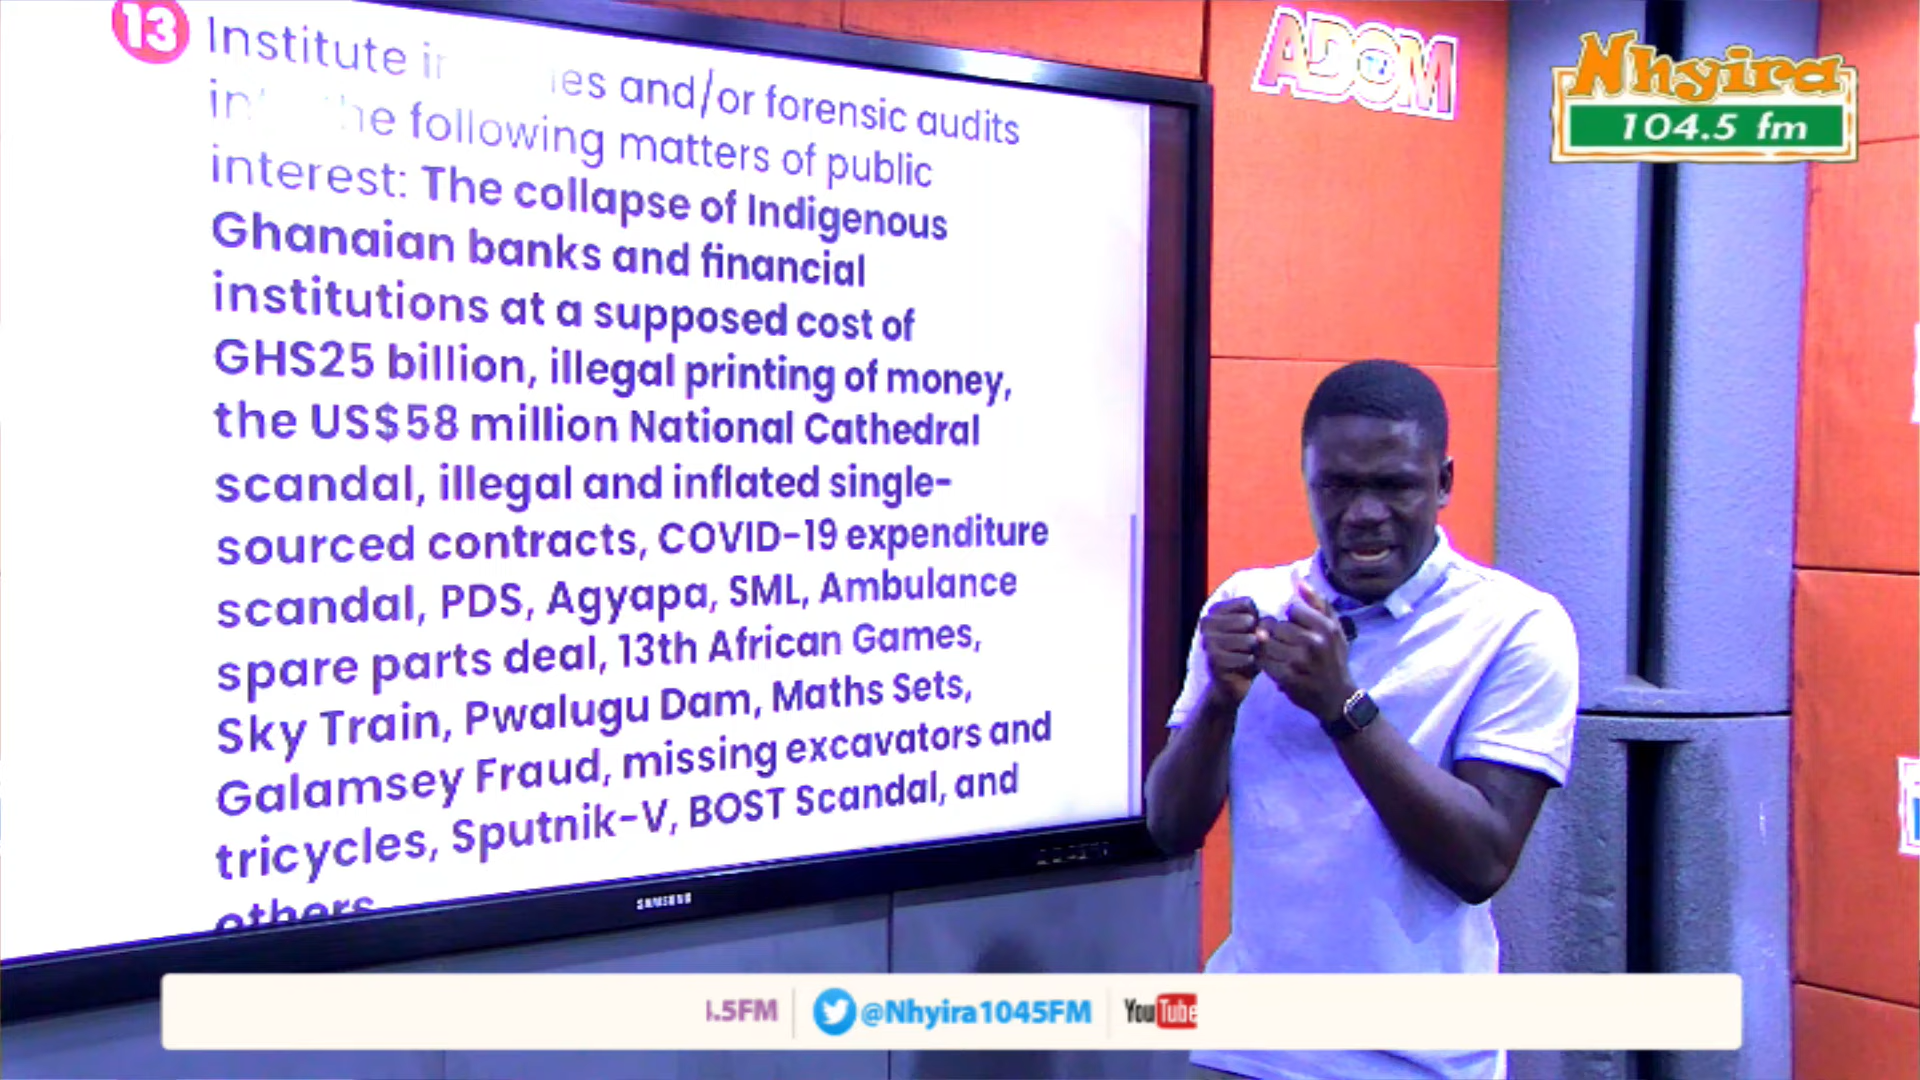 13 Institute ies and/or forensic audits
he following matters of public
interest: The collapse of Indigenous
Ghanaian banks and financial
institutions at a supposed cost of
GHS25 billion, illegal printing of money,
the US$58 million National Cathedral
scandal, illegal and inflated single-
sourced contracts, COVID-19 expenditure
scandal, PDS, Agyapa, SML, Ambulance
spare parts deal, 13th African Games,
Sky Train, Pwalugu Dam, Maths Sets,
Galamsey Fraud, missing excavators and
tricycles, Sputnik-V, BOST Scandal, and
others
SAMSUNG
ADOM
Nhyira
104.5 fm
.5FM @Nhyira1045FM YouTube